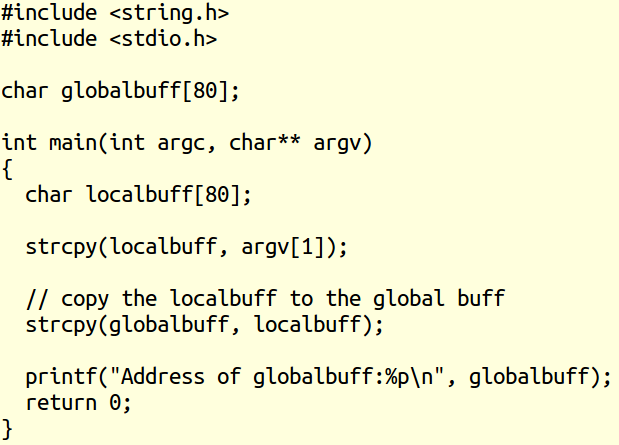 #include <string.h>
#include <stdio.h>

char globalbuff[80];

int main(int argc, char** argv)
{
  char localbuff[80];

  strcpy(localbuff, argv[1]);

  // copy the localbuff to the global buff
  strcpy(globalbuff, localbuff);

  printf("Address of globalbuff:%p\n", globalbuff);
  return 0;
}